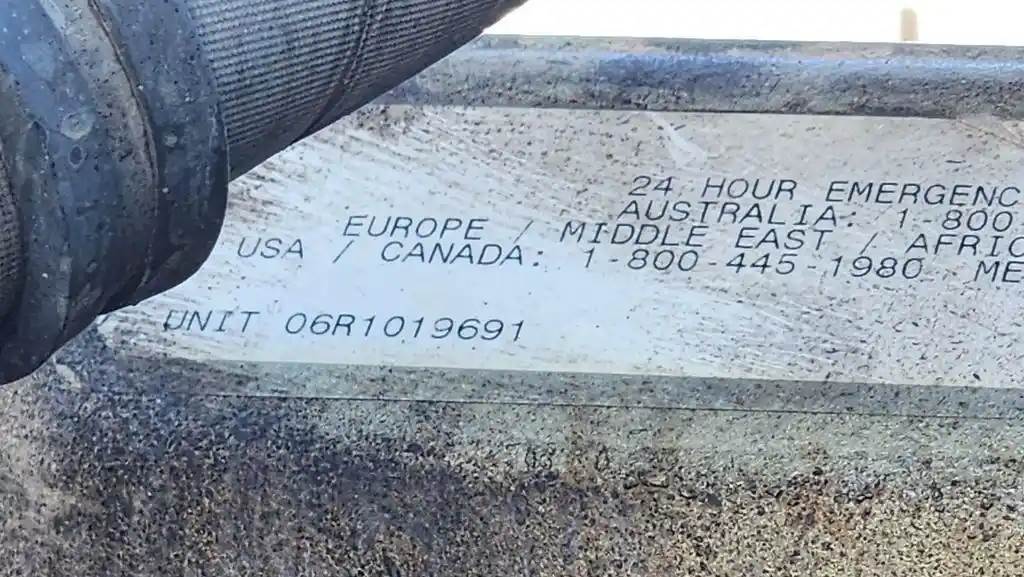 24 HOUR EMERGENC
AUSTRALIA: 1-800
EUROPE / MIDDLE EAST / AFRIC
USA / CANADA: 1-800-445-1980 ME
UNIT 06R1019691